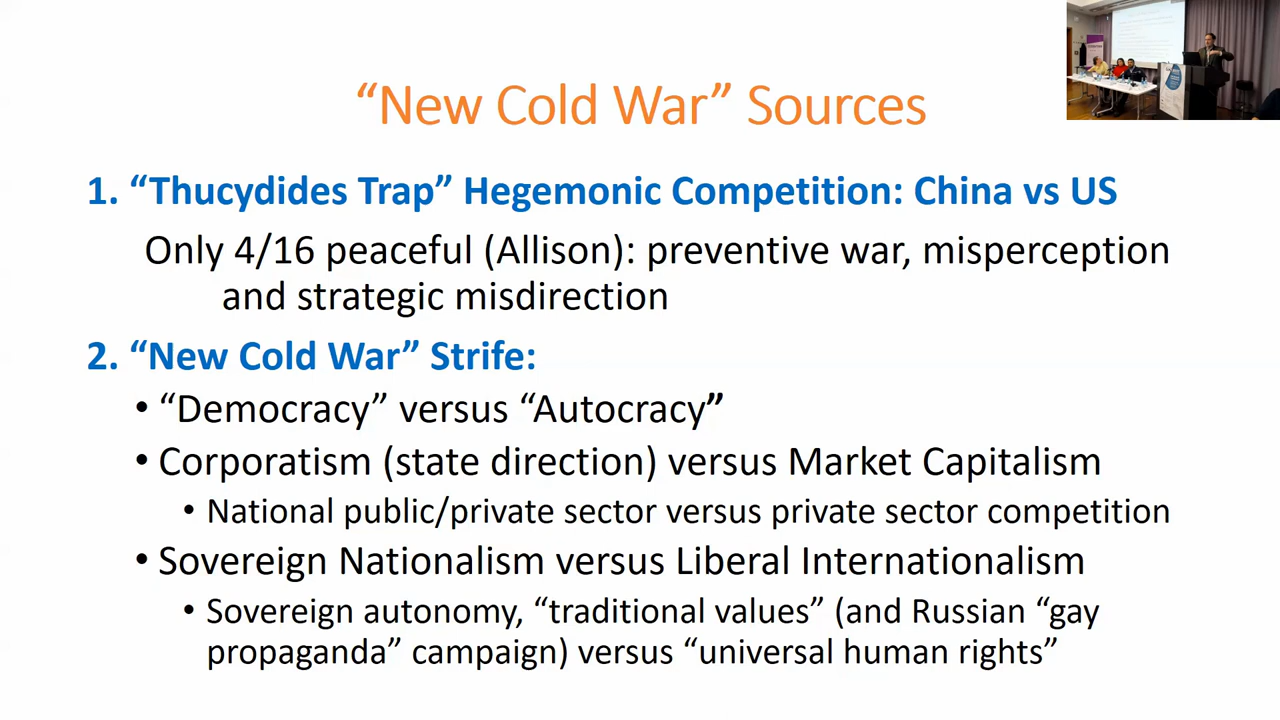 “New Cold War” Sources
1. “Thucydides Trap” Hegemonic Competition: China vs US
Only 4/16 peaceful (Allison): preventive war, misperception
and strategic misdirection
2. “New Cold War” Strife:
• “Democracy” versus “Autocracy”
• Corporatism (state direction) versus Market Capitalism
• National public/private sector versus private sector competition
• Sovereign Nationalism versus Liberal Internationalism
• Sovereign autonomy, “traditional values” (and Russian “gay
propaganda” campaign) versus “universal human rights”